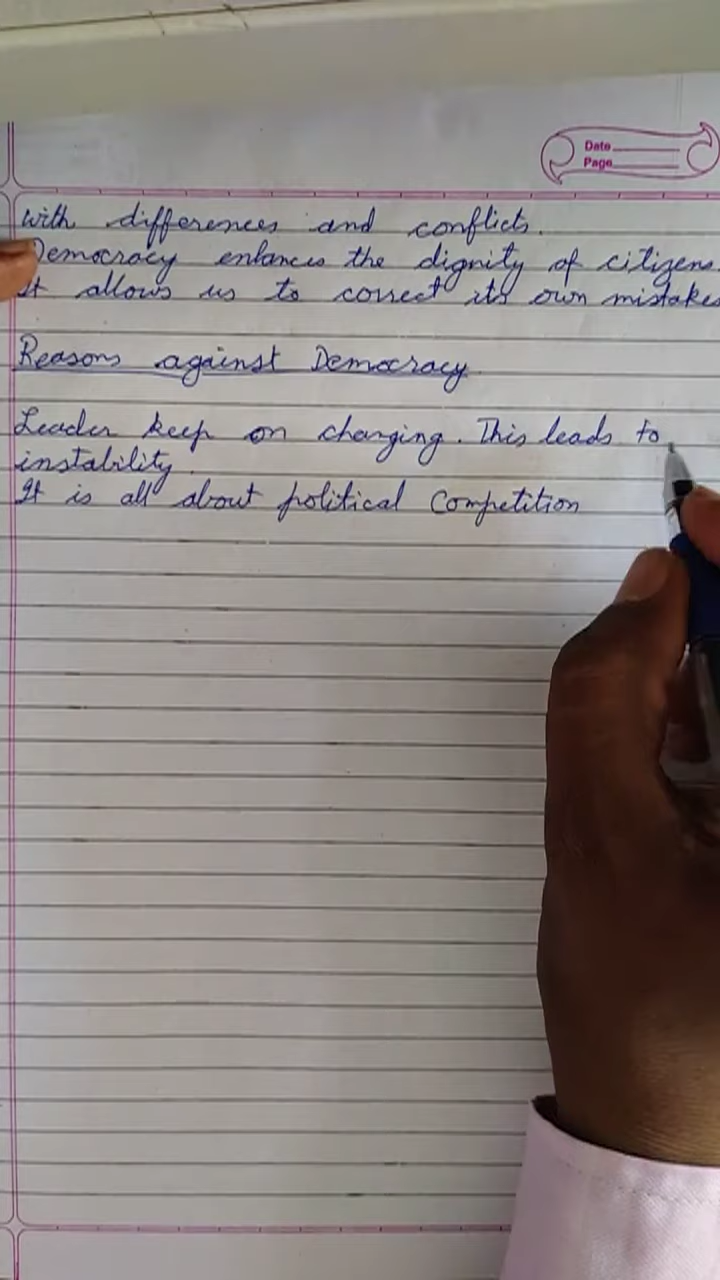 Date
Page
with differences and conflicts.
Democracy enhances the dignity of citizens.
It allows us to correct its own mistakes
Reasons against Democracy
Leader keep on changing. This leads to
instability.
It is all about political Competition